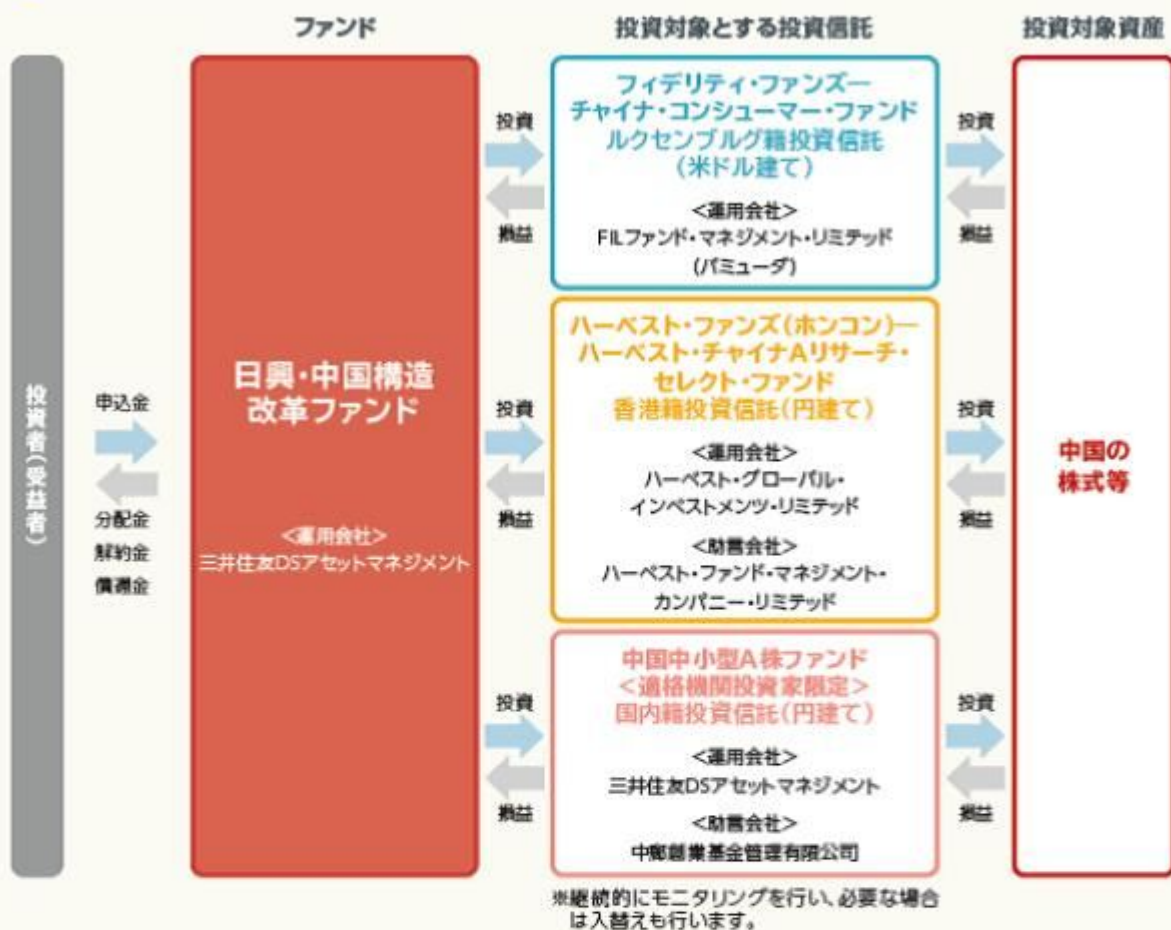 ファンド
投資対象とする投資信託
投資対象資産
投資者(受益者)
申込金
分配金
解約金
償還金
日興・中国構造
改革ファンド
<運用会社>
三井住友DSアセットマネジメント
投資
損益
フィデリティ・ファンズー
チャイナ・コンシューマー・ファンド
ルクセンブルグ籍投資信託
(米ドル建て)
<運用会社>
FILファンド・マネジメント・リミテッド
(バミューダ)
投資
損益
投資
損益
ハーベスト・ファンズ(ホンコン)ー
ハーベスト・チャイナAリサーチ・
セレクト・ファンド
香港籍投資信託(円建て)
<運用会社>
ハーベスト・グローバル・
インベストメンツ・リミテッド
<助言会社>
ハーベスト・ファンド・マネジメント・
カンパニー・リミテッド
投資
損益
投資
損益
中国中小型A株ファンド
<適格機関投資家限定>
国内籍投資信託(円建て)
<運用会社>
三井住友DSアセットマネジメント
<助言会社>
中郵創業基金管理有限公司
投資
損益
中国の
株式等
※継続的にモニタリングを行い、必要な場合
は入替えも行います。